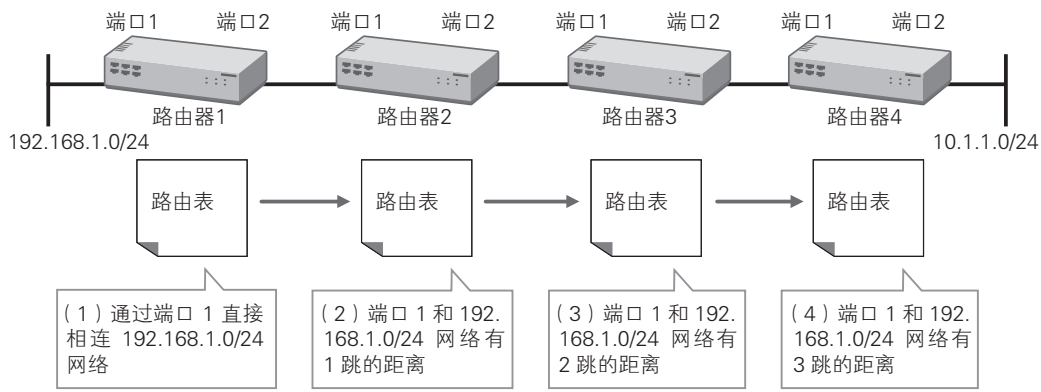 端口1 端口2 端口1 端口2 端口1 端口2 端口1 端口2
路由器1 路由器2 路由器3 路由器4
192.168.1.0/24 10.1.1.0/24
路由表 路由表 路由表 路由表
（1）通过端口 1 直接
相连 192.168.1.0/24
网络
（2）端口 1 和 192.
168.1.0/24 网络有
1 跳的距离
（3）端口 1 和 192.
168.1.0/24 网络有
2 跳的距离
（4）端口 1 和 192.
168.1.0/24 网络有
3 跳的距离